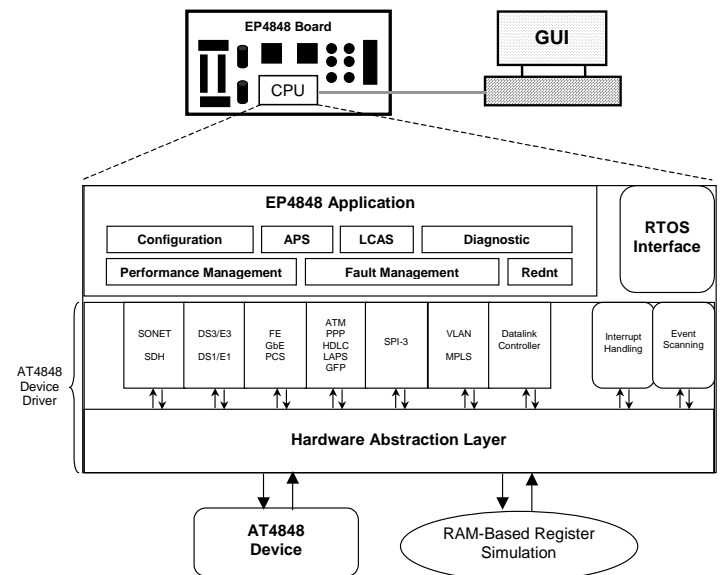 EP4848 Board
CPU
GUI
EP4848 Application
RTOS
Interface
Configuration
APS
LCAS
Diagnostic
Performance Management
Fault Management
Rednt
AT4848
Device
Driver
SONET
SDH
DS3/E3
DS1/E1
FE
GbE
PCS
ATM
PPP
HDLC
LAPS
GFP
SPI-3
VLAN
MPLS
Datalink
Controller
Interrupt
Handling
Event
Scanning
Hardware Abstraction Layer
AT4848
Device
RAM-Based Register
Simulation